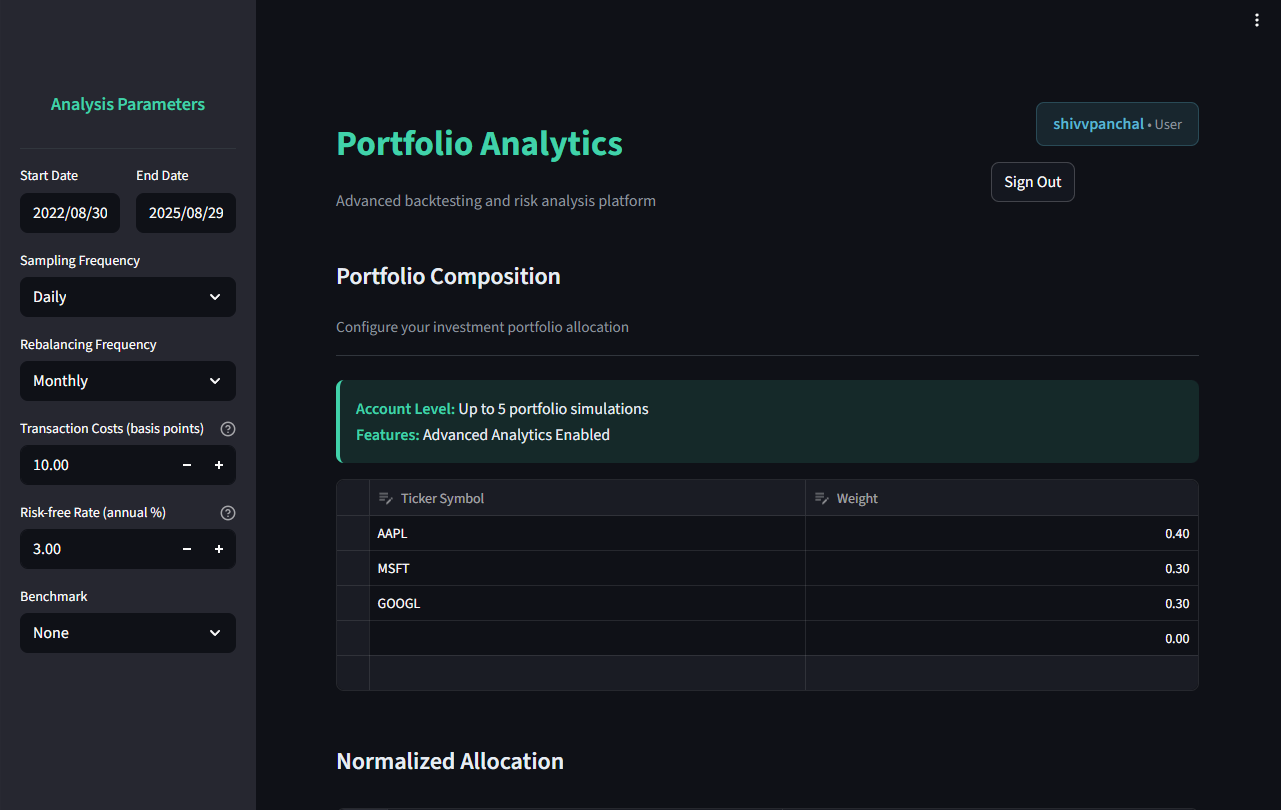 Analysis Parameters
Start Date End Date
2022/08/30 2025/08/29
Sampling Frequency
Daily
Rebalancing Frequency
Monthly
Transaction Costs (basis points)
10.00
Risk-free Rate (annual %)
3.00
Benchmark
None
shivvpanchal • User
Portfolio Analytics
Sign Out
Advanced backtesting and risk analysis platform
Portfolio Composition
Configure your investment portfolio allocation
Account Level: Up to 5 portfolio simulations
Features: Advanced Analytics Enabled
Ticker Symbol Weight
AAPL 0.40
MSFT 0.30
GOOGL 0.30
0.00
Normalized Allocation